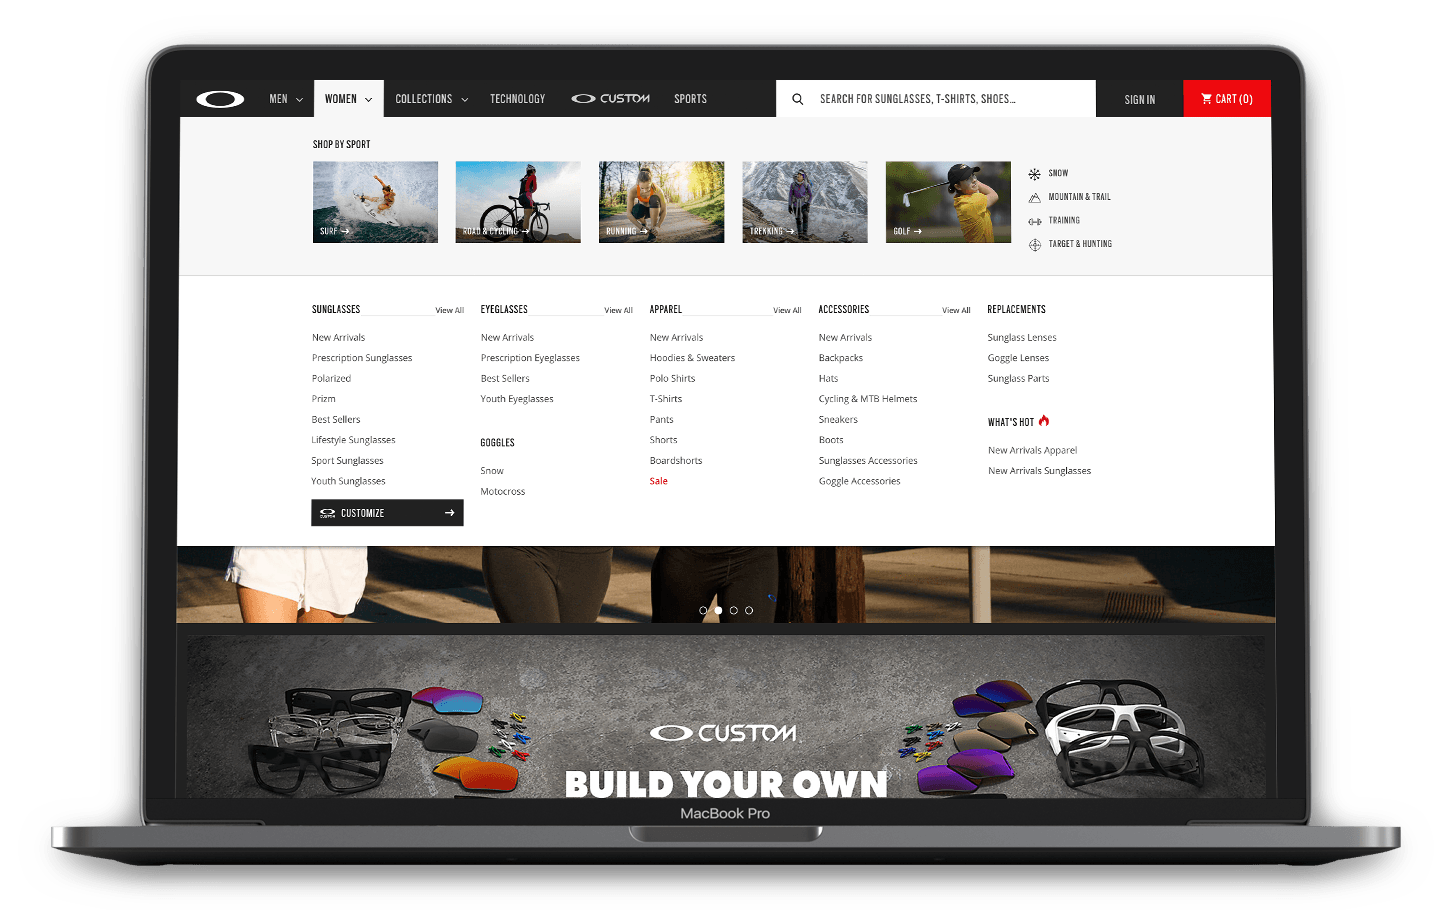 MEN
WOMEN
COLLECTIONS
TECHNOLOGY
CUSTOM
SPORTS
SEARCH FOR SUNGLASSES, T-SHIRTS, SHOES...
SIGN IN
CART (0)
SHOP BY SPORT
SURF
ROAD & CYCLING
RUNNING
TREKKING
GOLF
SNOW
MOUNTAIN & TRAIL
TRAINING
TARGET & HUNTING
SUNGLASSES View All
New Arrivals
Prescription Sunglasses
Polarized
Prizm
Best Sellers
Lifestyle Sunglasses
Sport Sunglasses
Youth Sunglasses
CUSTOM CUSTOMIZE
EYEGLASSES View All
New Arrivals
Prescription Eyeglasses
Best Sellers
Youth Eyeglasses
GOGGLES
Snow
Motocross
APPAREL View All
New Arrivals
Hoodies & Sweaters
Polo Shirts
T-Shirts
Pants
Shorts
Boardshorts
Sale
ACCESSORIES View All
New Arrivals
Backpacks
Hats
Cycling & MTB Helmets
Sneakers
Boots
Sunglasses Accessories
Goggle Accessories
REPLACEMENTS
Sunglass Lenses
Goggle Lenses
Sunglass Parts
WHAT'S HOT
New Arrivals Apparel
New Arrivals Sunglasses
CUSTOM
BUILD YOUR OWN
MacBook Pro